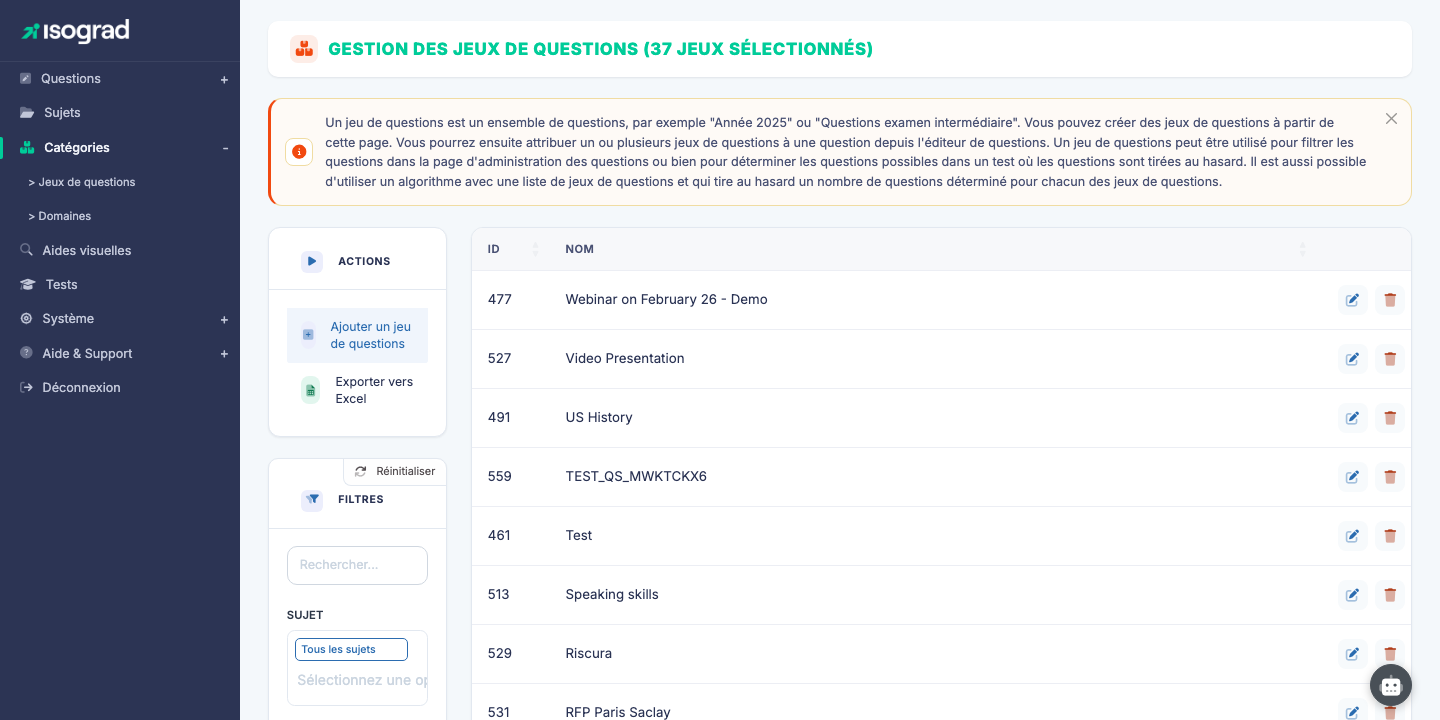 isograd
Questions +
Sujets
Catégories -
> Jeux de questions
> Domaines
Aides visuelles
Tests
Système +
Aide & Support +
Déconnexion
GESTION DES JEUX DE QUESTIONS (37 JEUX SÉLECTIONNÉS)
Un jeu de questions est un ensemble de questions, par exemple "Année 2025" ou "Questions examen intermédiaire". Vous pouvez créer des jeux de questions à partir de
cette page. Vous pourrez ensuite attribuer un ou plusieurs jeux de questions à une question depuis l'éditeur de questions. Un jeu de questions peut être utilisé pour filtrer les
questions dans la page d'administration des questions ou bien pour déterminer les questions possibles dans un test où les questions sont tirées au hasard. Il est aussi possible
d'utiliser un algorithme avec une liste de jeux de questions et qui tire au hasard un nombre de questions déterminé pour chacun des jeux de questions.
ACTIONS
Ajouter un jeu
de questions
Exporter vers
Excel
Réinitialiser
FILTRES
Rechercher...
SUJET
Tous les sujets
Sélectionnez une op
ID NOM
477 Webinar on February 26 - Demo
527 Video Presentation
491 US History
559 TEST_QS_MWKTCKX6
461 Test
513 Speaking skills
529 Riscura
531 RFP Paris Saclay